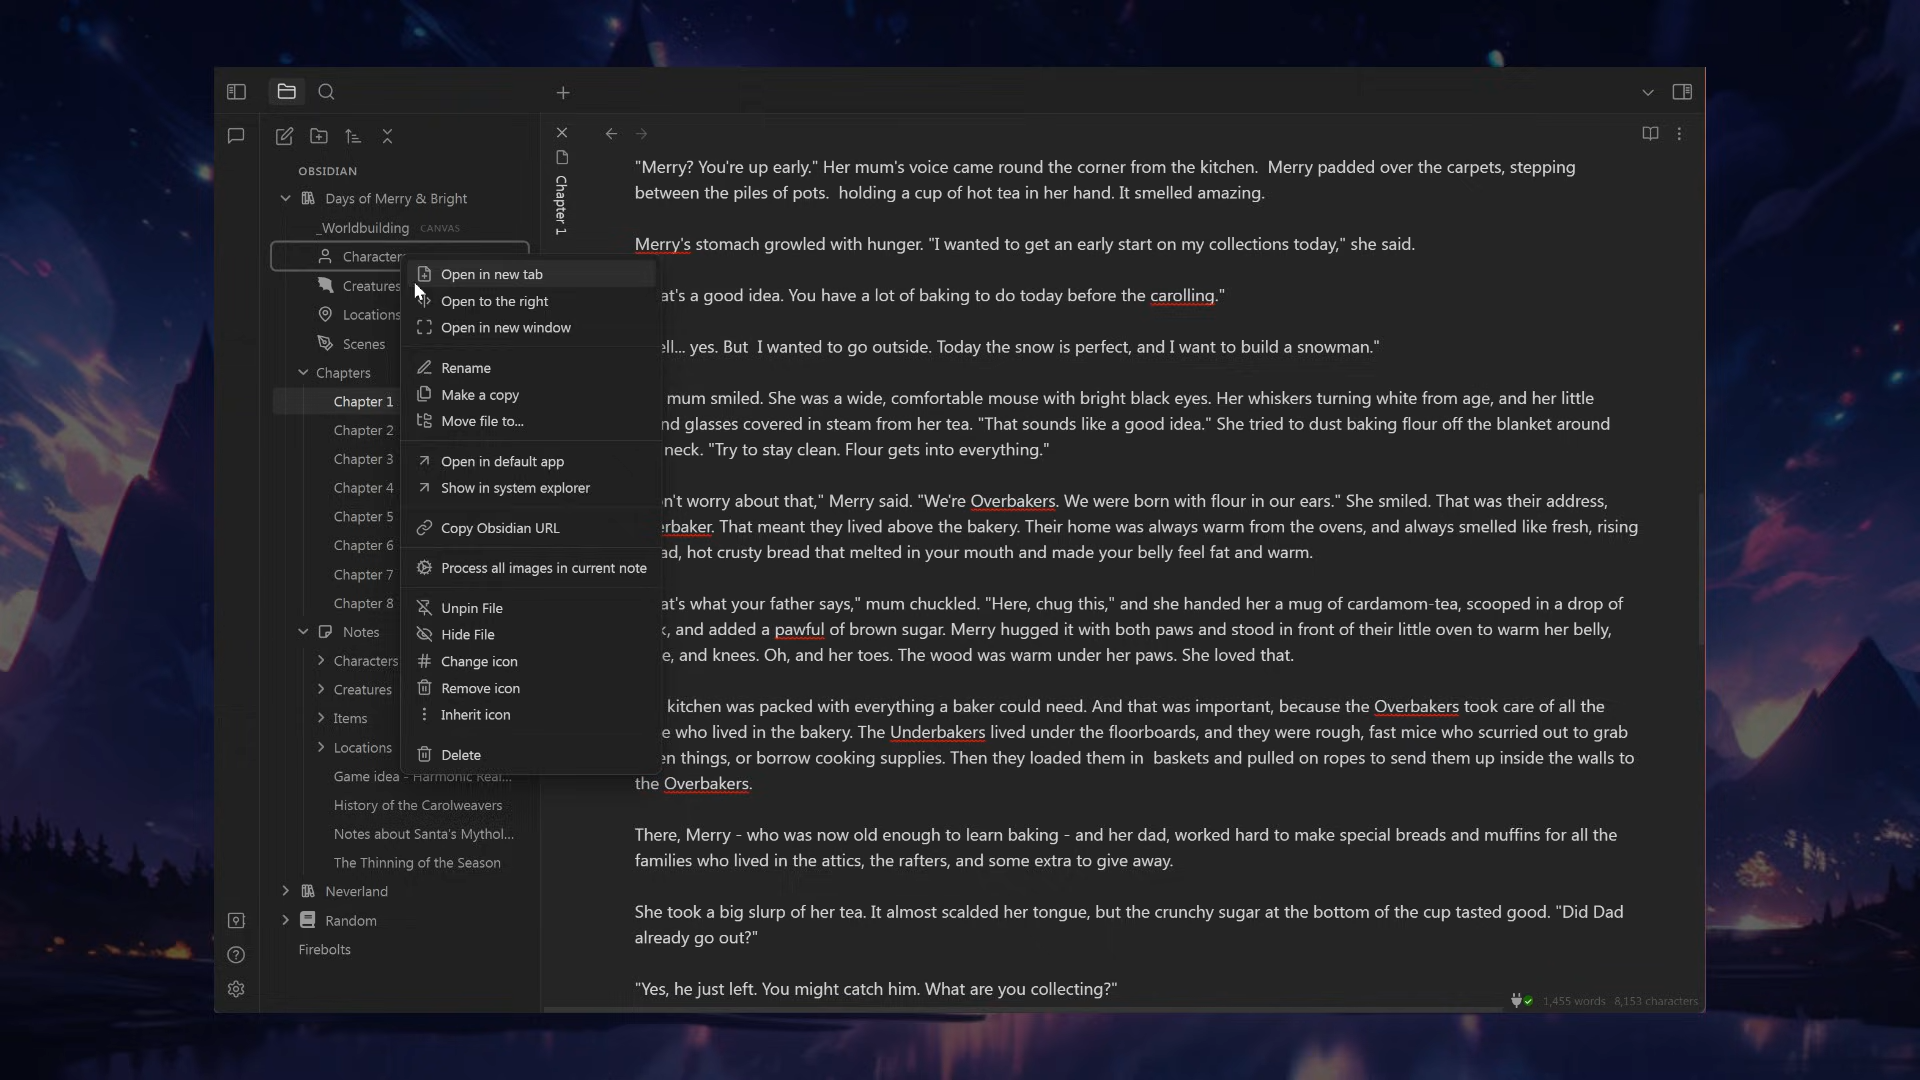 OBSIDIAN
Days of Merry & Bright
_Worldbuilding CANVAS
Character
Creatures
Locations
Scenes
Chapters
Chapter 1
Chapter 2
Chapter 3
Chapter 4
Chapter 5
Chapter 6
Chapter 7
Chapter 8
Notes
Characters
Creatures
Items
Locations
Game idea - Harmonic Real...
History of the Carolweavers
Notes about Santa's Mythol...
The Thinning of the Season
Neverland
Random
Firebolts
Open in new tab
Open to the right
Open in new window
Rename
Make a copy
Move file to...
Open in default app
Show in system explorer
Copy Obsidian URL
Process all images in current note
Unpin File
Hide File
Change icon
Remove icon
Inherit icon
Delete
Chapter 1
"Merry? You're up early." Her mum's voice came round the corner from the kitchen.  Merry padded over the carpets, stepping
between the piles of pots.  holding a cup of hot tea in her hand. It smelled amazing.
Merry's stomach growled with hunger. "I wanted to get an early start on my collections today," she said.
at's a good idea. You have a lot of baking to do today before the carolling."
ell... yes. But  I wanted to go outside. Today the snow is perfect, and I want to build a snowman."
mum smiled. She was a wide, comfortable mouse with bright black eyes. Her whiskers turning white from age, and her little
nd glasses covered in steam from her tea. "That sounds like a good idea." She tried to dust baking flour off the blanket around
neck. "Try to stay clean. Flour gets into everything."
n't worry about that," Merry said. "We're Overbakers. We were born with flour in our ears." She smiled. That was their address,
erbaker. That meant they lived above the bakery. Their home was always warm from the ovens, and always smelled like fresh, rising
ad, hot crusty bread that melted in your mouth and made your belly feel fat and warm.
at's what your father says," mum chuckled. "Here, chug this," and she handed her a mug of cardamom-tea, scooped in a drop of
k, and added a pawful of brown sugar. Merry hugged it with both paws and stood in front of their little oven to warm her belly,
e, and knees. Oh, and her toes. The wood was warm under her paws. She loved that.
kitchen was packed with everything a baker could need. And that was important, because the Overbakers took care of all the
e who lived in the bakery. The Underbakers lived under the floorboards, and they were rough, fast mice who scurried out to grab
en things, or borrow cooking supplies. Then they loaded them in  baskets and pulled on ropes to send them up inside the walls to
the Overbakers.
There, Merry - who was now old enough to learn baking - and her dad, worked hard to make special breads and muffins for all the
families who lived in the attics, the rafters, and some extra to give away.
She took a big slurp of her tea. It almost scalded her tongue, but the crunchy sugar at the bottom of the cup tasted good. "Did Dad
already go out?"
"Yes, he just left. You might catch him. What are you collecting?"
1,455 words 8,153 characters